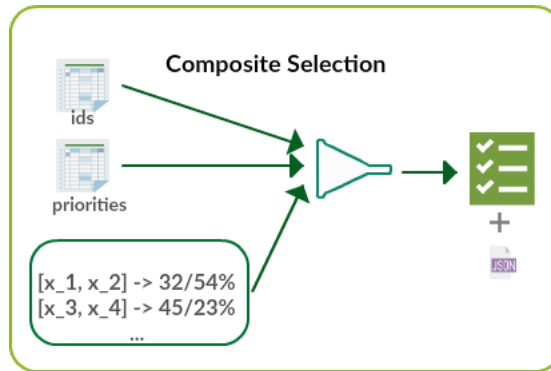 Composite Selection
ids
priorities
[x_1, x_2] -> 32/54%
[x_3, x_4] -> 45/23%
...
+
JSON